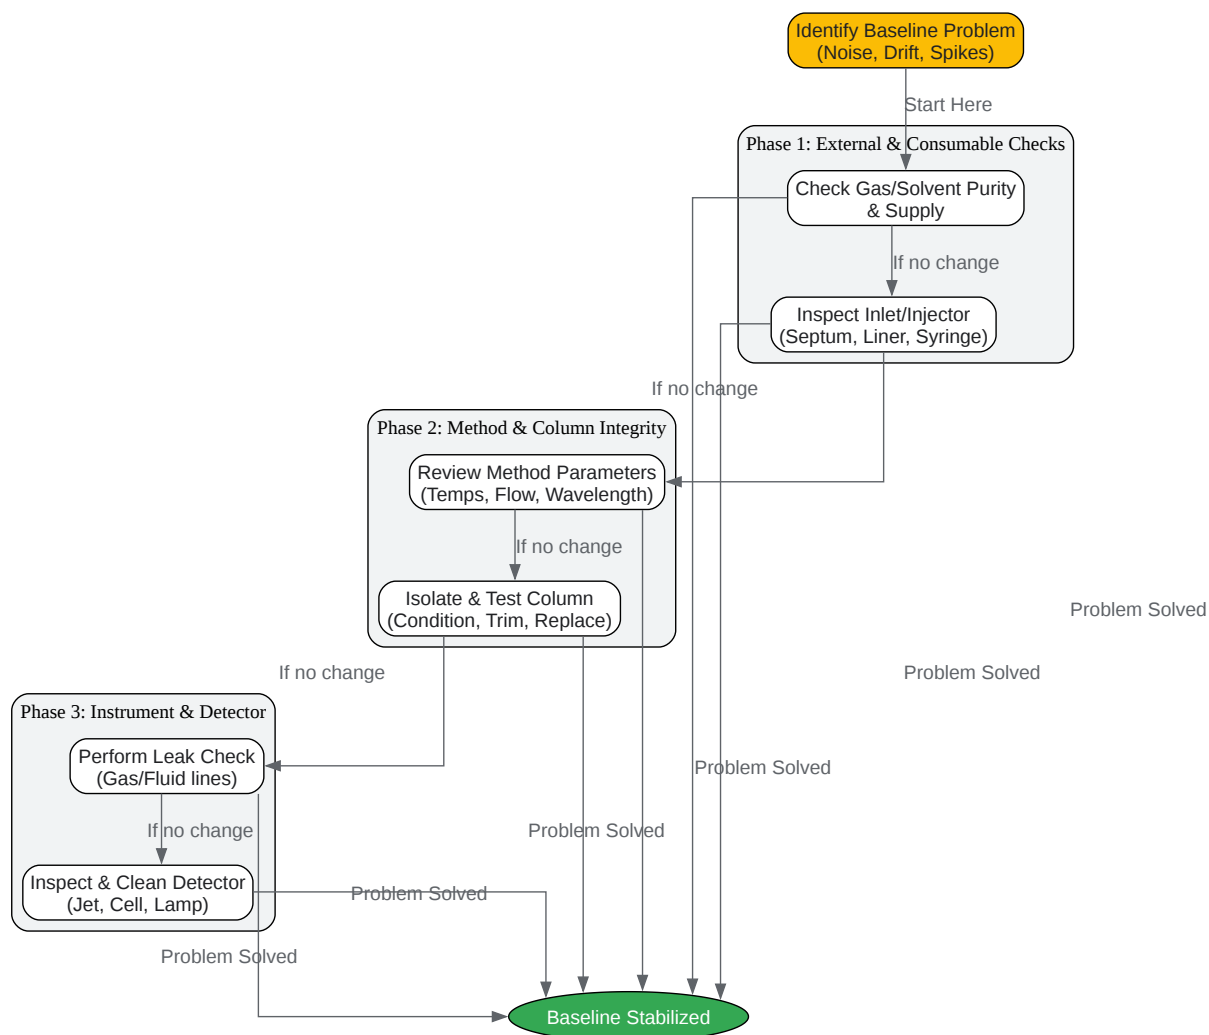 Identify Baseline Problem
(Noise, Drift, Spikes)
Start Here
Phase 1: External & Consumable Checks
Check Gas/Solvent Purity
& Supply
If no change
Inspect Inlet/Injector
(Septum, Liner, Syringe)
If no change
Phase 2: Method & Column Integrity
Review Method Parameters
(Temps, Flow, Wavelength)
If no change
Isolate & Test Column
(Condition, Trim, Replace)
Problem Solved
If no change
Problem Solved
Phase 3: Instrument & Detector
Perform Leak Check
(Gas/Fluid lines)
Problem Solved
If no change
Problem Solved
Inspect & Clean Detector
(Jet, Cell, Lamp)
Problem Solved
Problem Solved
Baseline Stabilized